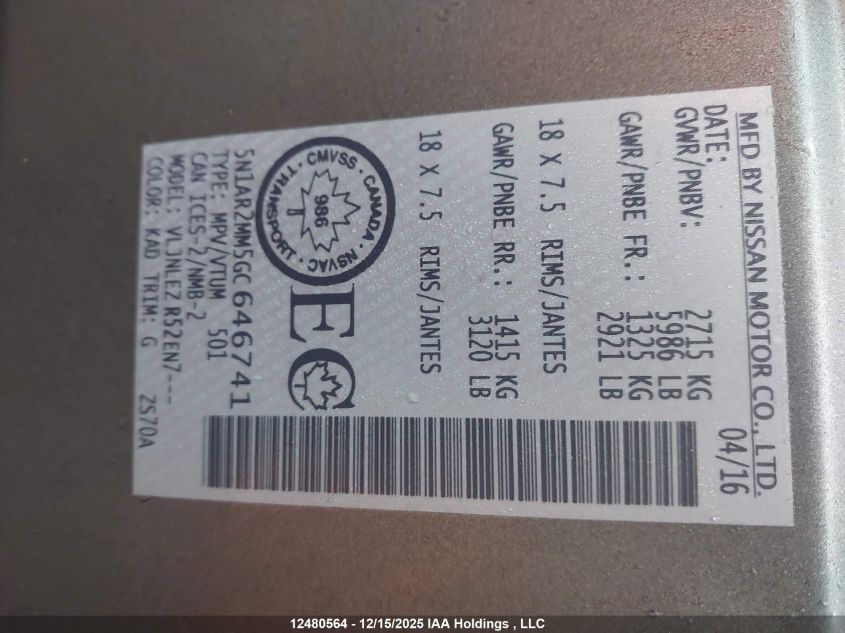 MFD BY NISSAN MOTOR CO., LTD.
DATE: 04/16
GVWR/PNBV: 2715 KG
5986 LB
GAWR/PNBE FR.: 1325 KG
2921 LB
18 X 7.5 RIMS/JANTES
GAWR/PNBE RR.: 1415 KG
3120 LB
18 X 7.5 RIMS/JANTES
CMVSS · CANADA · NSVAC · TRANSPORT ·
986
EC
5N1AR2MM5GC646741
TYPE: MPV/VTUM 501
CAN ICES-2/NMB-2
MODEL: VLJNLEZ R52EN7---
COLOR: KAD TRIM: G 2S70A
12480564 - 12/15/2025 IAA Holdings , LLC